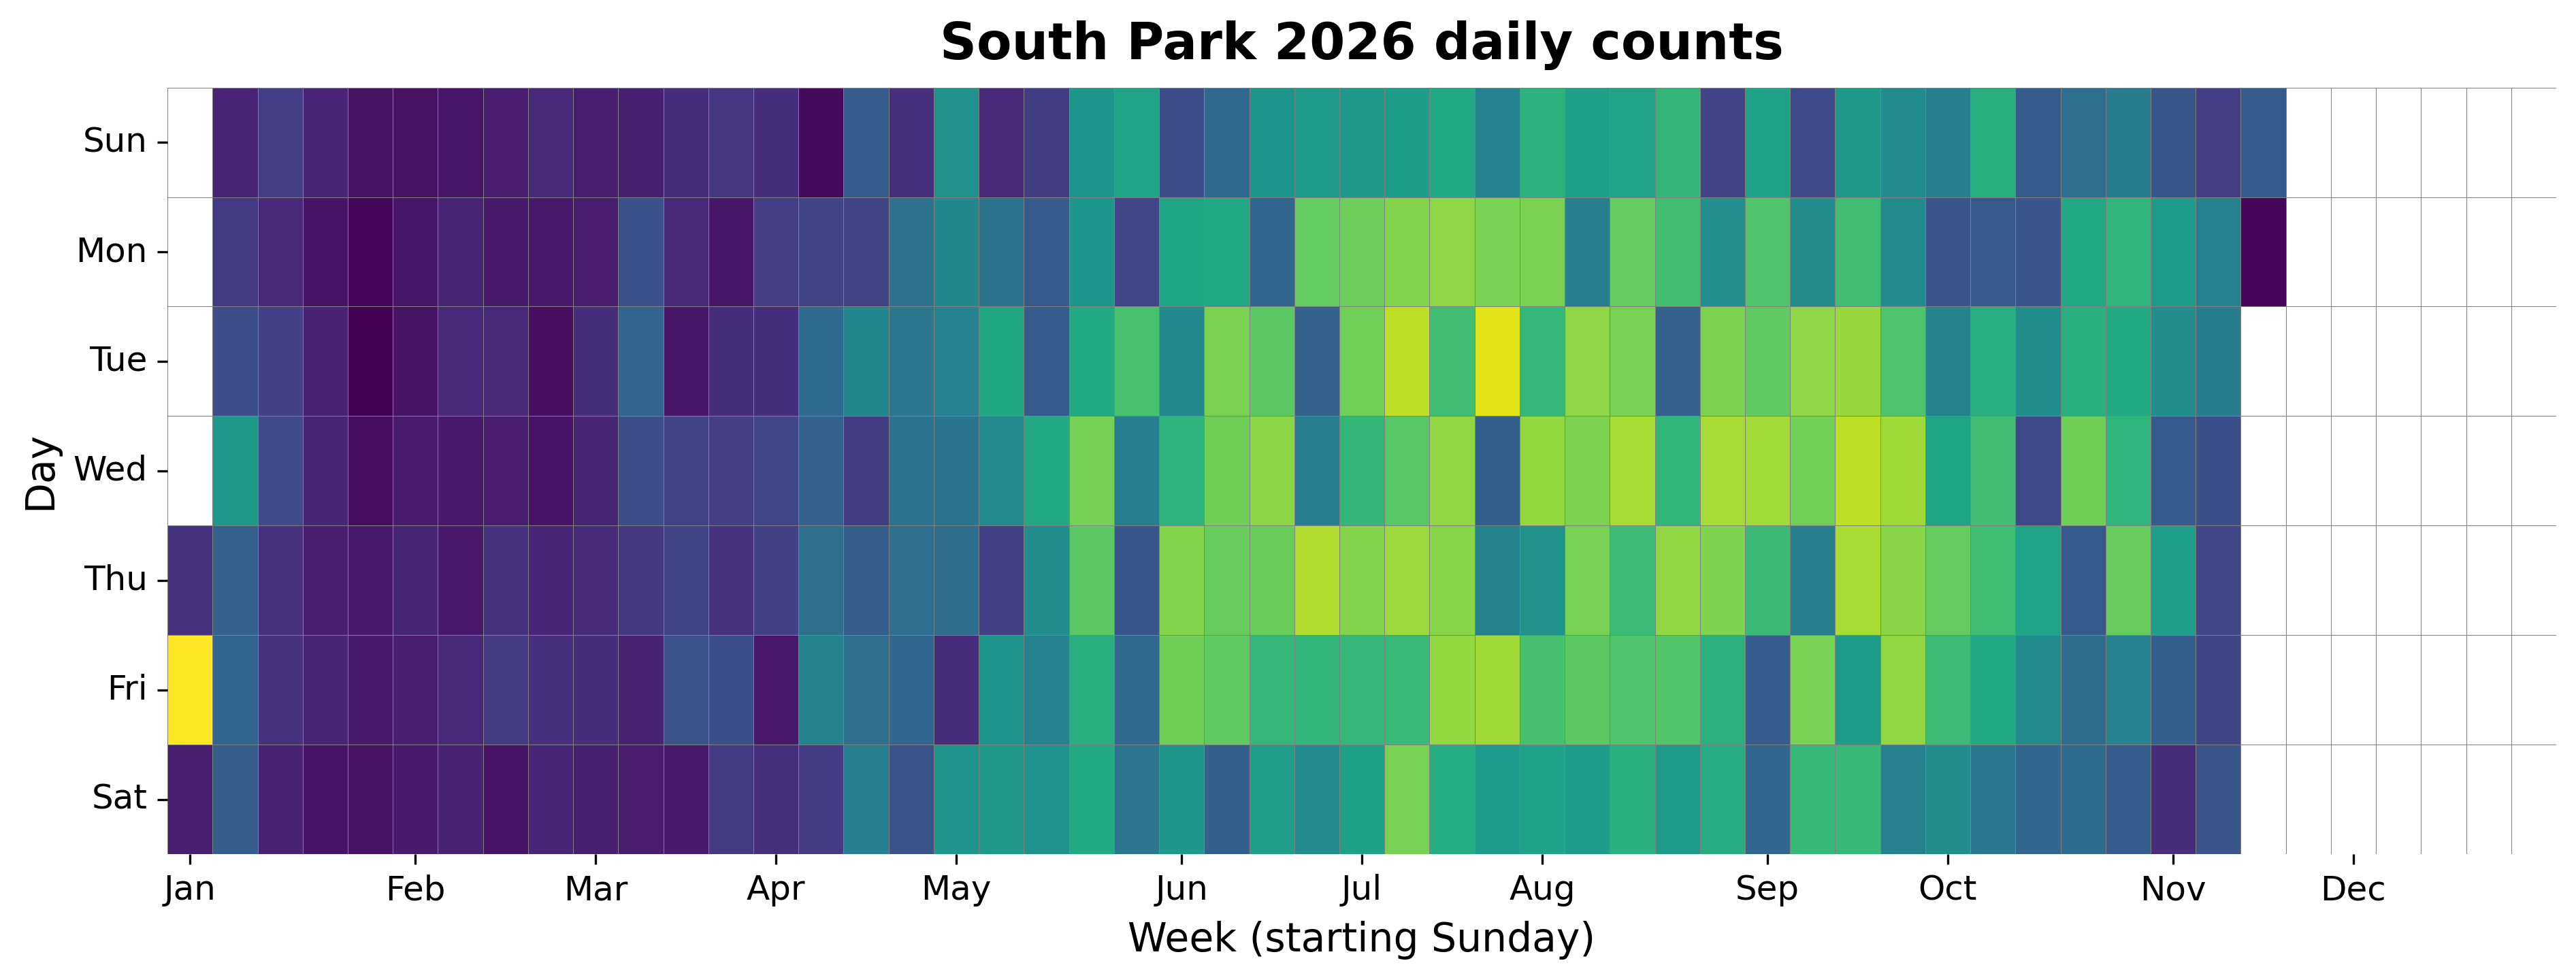 South Park 2026 daily counts
Day
Sun
Mon
Tue
Wed
Thu
Fri
Sat
Jan Feb Mar Apr May Jun Jul Aug Sep Oct Nov Dec
Week (starting Sunday)